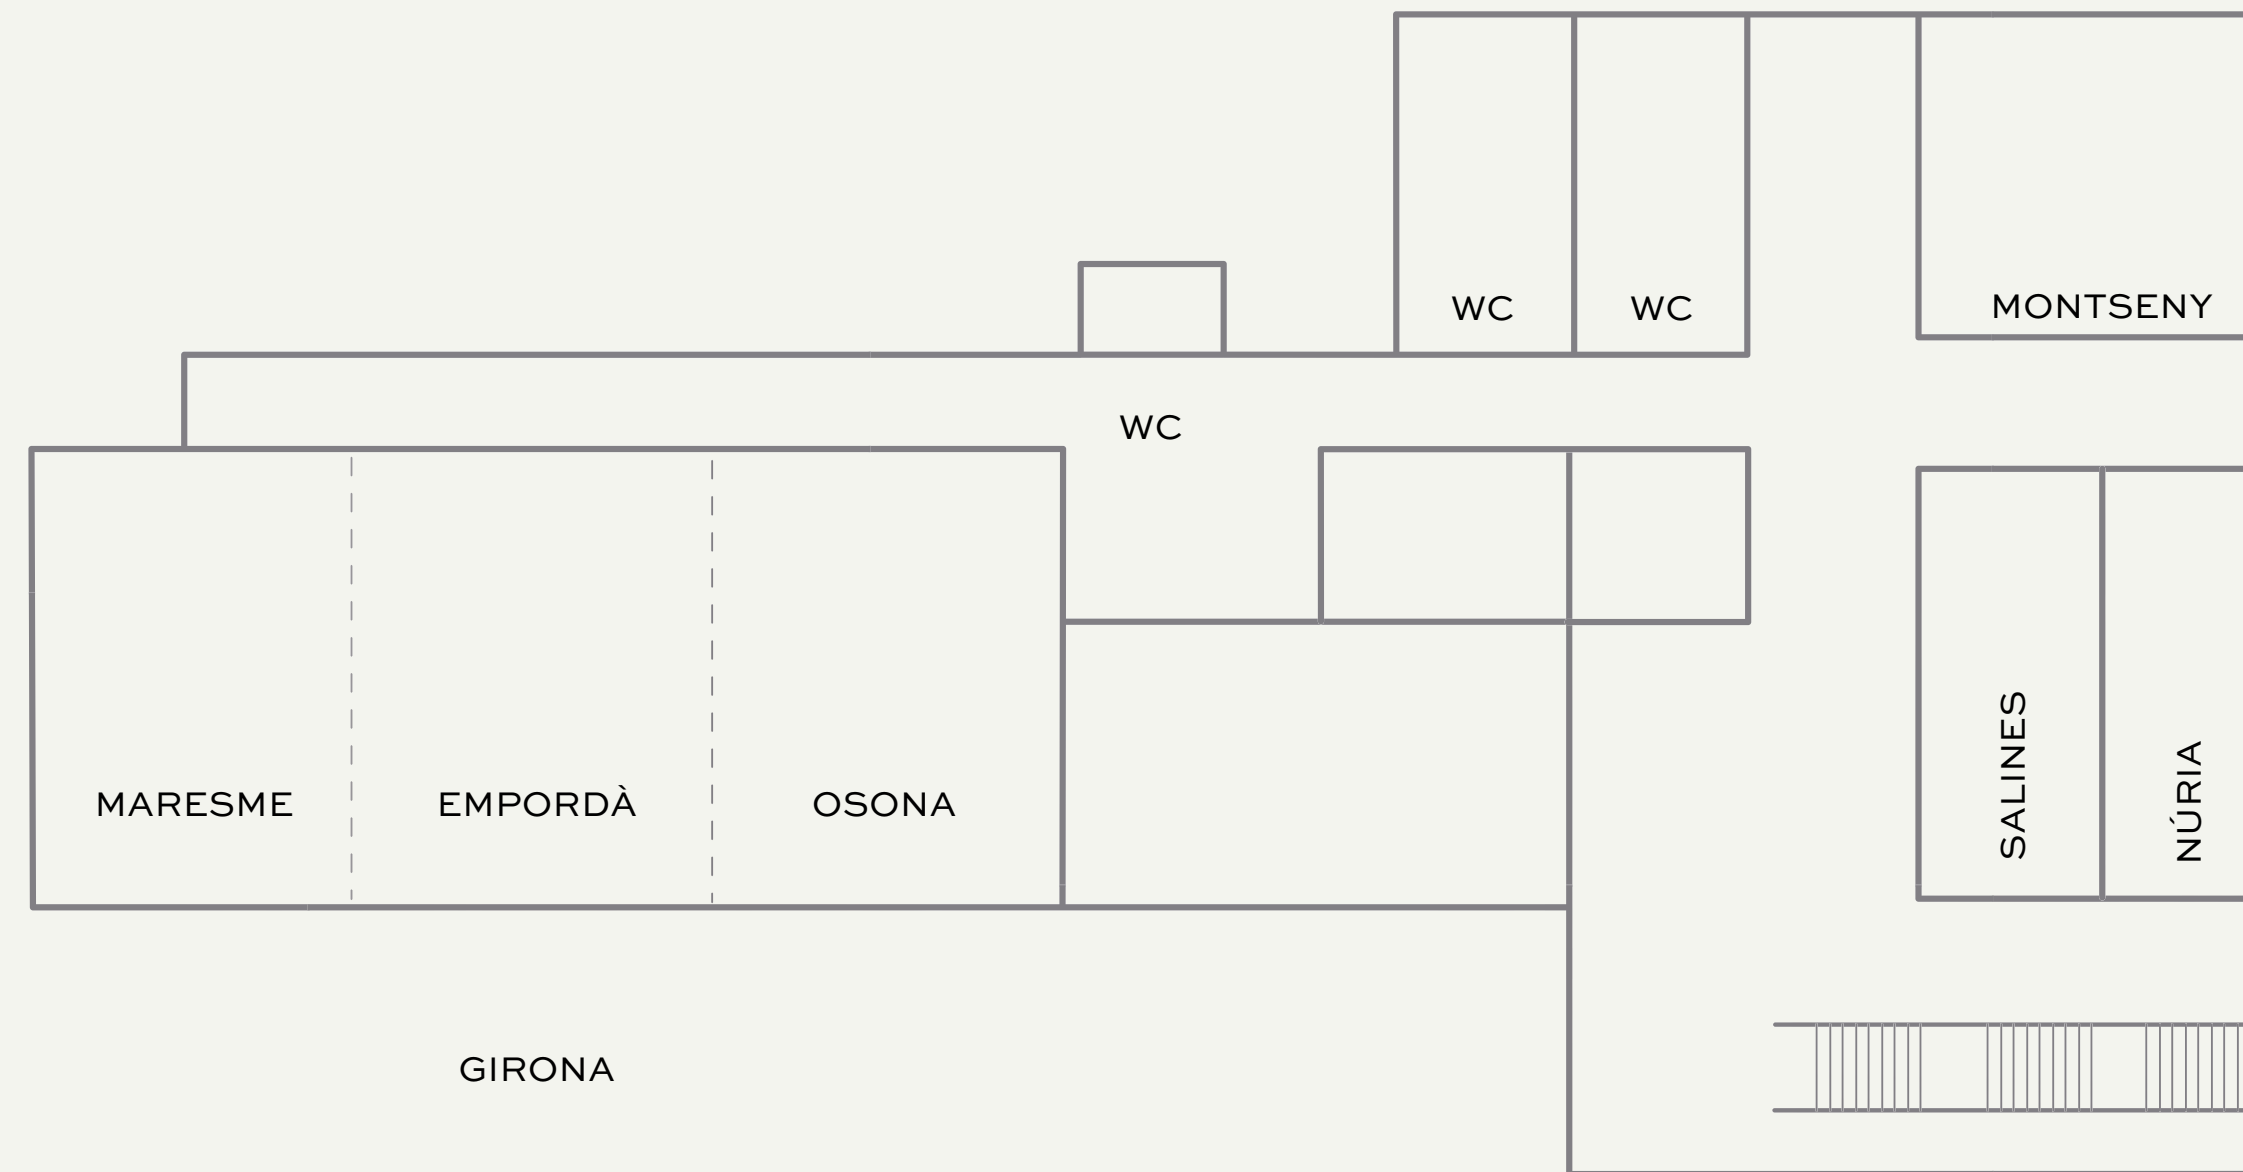 WC
WC
MONTSENY
WC
SALINES
NÚRIA
MARESME
EMPORDÀ
OSONA
GIRONA